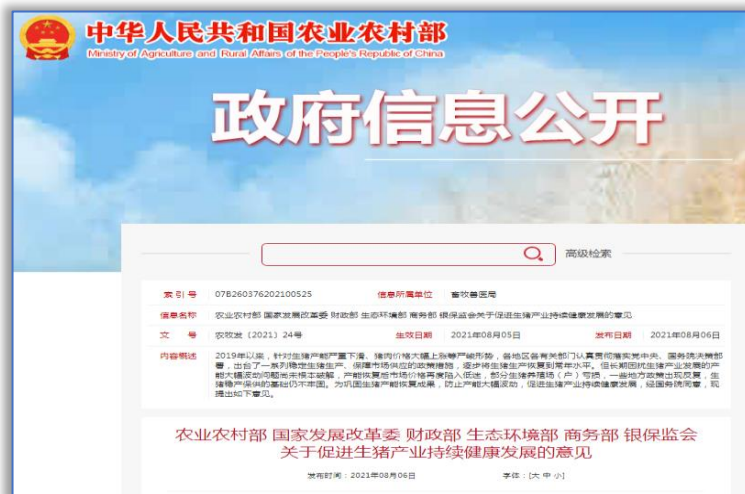 中华人民共和国农业农村部
Ministry of Agriculture and Rural Affairs of the People's Republic of China
政府信息公开
高级检索
索引号 07B260376202100525 信息所属单位 畜牧兽医局
信息名称 农业农村部 国家发展改革委 财政部 生态环境部 商务部 银保监会关于促进生猪产业持续健康发展的意见
文号 农牧发〔2021〕24号 生效日期 2021年08月05日 发布日期 2021年08月06日
内容概述 2019年以来，针对生猪产能严重下滑、猪肉价格大幅上涨等严峻形势，各地区各有关部门认真贯彻落实党中央、国务院决策部
署，出台了一系列稳定生猪生产、保障市场供应的政策措施，逐步将生猪生产恢复到常年水平。但长期困扰生猪产业发展的产
能大幅波动问题尚未根本破解，产能恢复后市场价格再度陷入低迷，部分生猪养殖场（户）亏损，一些地方政策出现反复，生
猪稳产保供的基础仍不牢固。为巩固生猪产能恢复成果，防止产能大幅波动，促进生猪产业持续健康发展，经国务院同意，现
提出如下意见。
农业农村部 国家发展改革委 财政部 生态环境部 商务部 银保监会
关于促进生猪产业持续健康发展的意见
发布时间：2021年08月06日 字体：[大 中 小]